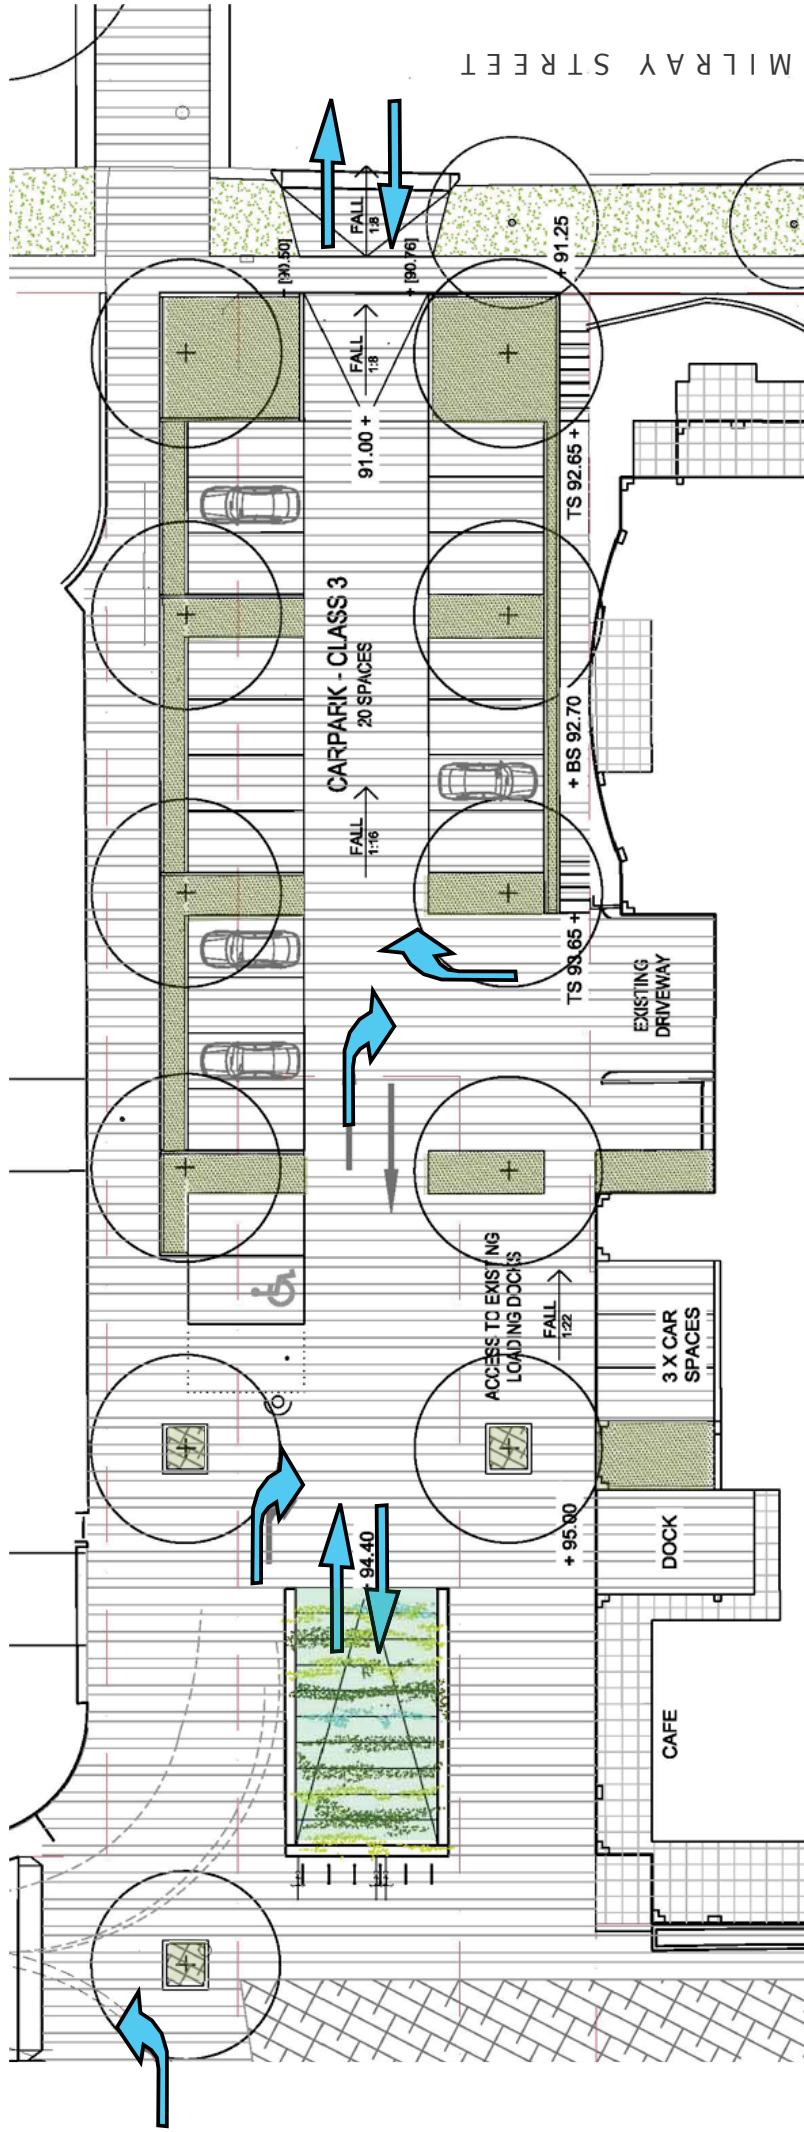 MILRAY STREET
FALL
1:8
+ [90.50]
+ [90.76]
+ 91.25
FALL
1:8
91.00 +
TS 92.65 +
CARPARK - CLASS 3
20 SPACES
+ BS 92.70
FALL
1:16
TS 93.65 +
EXISTING
DRIVEWAY
ACCESS TO EXISTING
LOADING DOCKS
FALL
1:22
3 X CAR
SPACES
94.40
+ 95.00
DOCK
CAFE